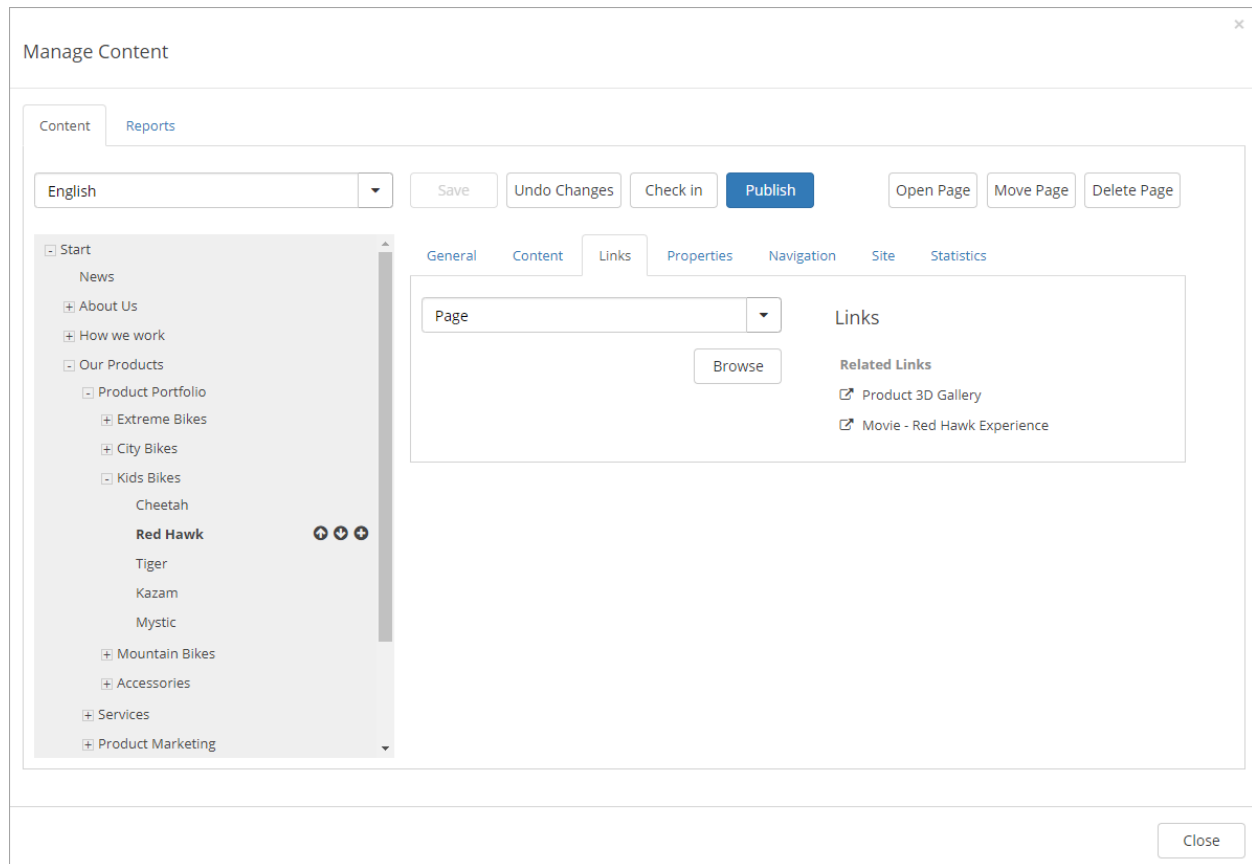 ×
Manage Content
Content Reports
English Save Undo Changes Check in Publish Open Page Move Page Delete Page
Start
News
About Us
How we work
Our Products
Product Portfolio
Extreme Bikes
City Bikes
Kids Bikes
Cheetah
Red Hawk
Tiger
Kazam
Mystic
Mountain Bikes
Accessories
Services
Product Marketing
General Content Links Properties Navigation Site Statistics
Page
Browse
Links
Related Links
Product 3D Gallery
Movie - Red Hawk Experience
Close